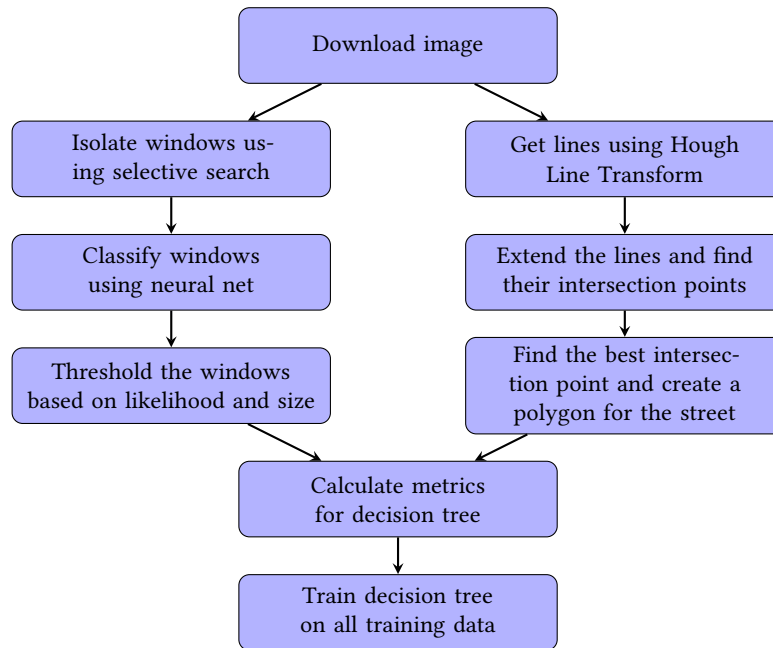 Download image
Isolate windows us-
ing selective search
Get lines using Hough
Line Transform
Classify windows
using neural net
Extend the lines and find
their intersection points
Threshold the windows
based on likelihood and size
Find the best intersec-
tion point and create a
polygon for the street
Calculate metrics
for decision tree
Train decision tree
on all training data